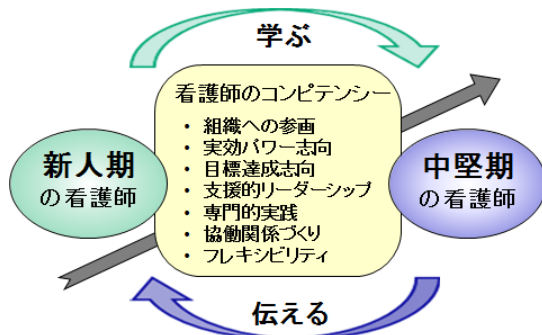 学ぶ
看護師のコンピテンシー
・ 組織への参画
・ 実効パワー志向
・ 目標達成志向
・ 支援的リーダーシップ
・ 専門的実践
・ 協働関係づくり
・ フレキシビリティ
新人期
の看護師
中堅期
の看護師
伝える